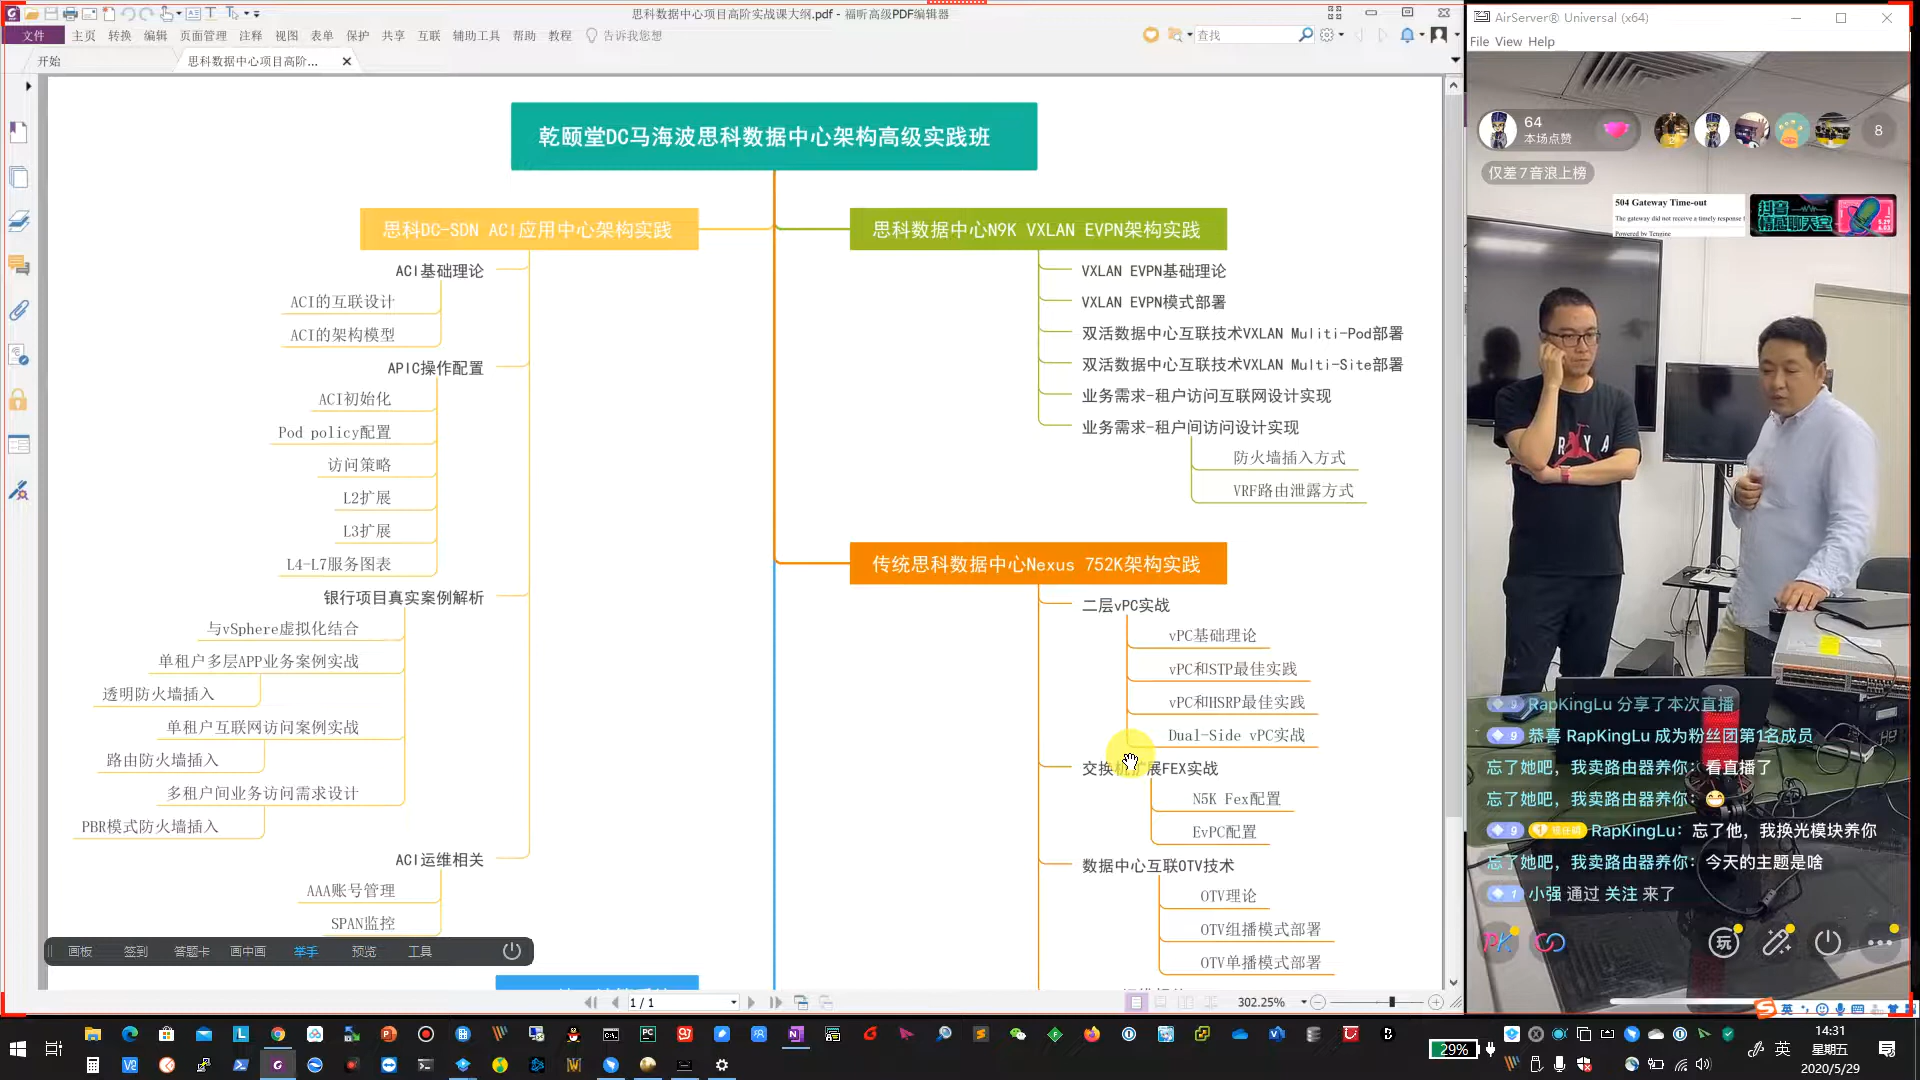 思科数据中心项目高阶实战课大纲.pdf - 福昕高级PDF编辑器
文件 主页 转换 编辑 页面管理 注释 视图 表单 保护 共享 互联 辅助工具 帮助 教程 告诉我您想
查找
开始
思科数据中心项目高阶...
乾颐堂DC马海波思科数据中心架构高级实践班
思科DC-SDN ACI应用中心架构实践
ACI基础理论
ACI的互联设计
ACI的架构模型
APIC操作配置
ACI初始化
Pod policy配置
访问策略
L2扩展
L3扩展
L4-L7服务图表
银行项目真实案例解析
与vSphere虚拟化结合
单租户多层APP业务案例实战
透明防火墙插入
单租户互联网访问案例实战
路由防火墙插入
多租户间业务访问需求设计
PBR模式防火墙插入
ACI运维相关
AAA账号管理
SPAN监控
思科数据中心N9K VXLAN EVPN架构实践
VXLAN EVPN基础理论
VXLAN EVPN模式部署
双活数据中心互联技术VXLAN Muliti-Pod部署
双活数据中心互联技术VXLAN Multi-Site部署
业务需求-租户访问互联网设计实现
业务需求-租户间访问设计实现
防火墙插入方式
VRF路由泄露方式
传统思科数据中心Nexus 752K架构实践
二层vPC实战
vPC基础理论
vPC和STP最佳实践
vPC和HSRP最佳实践
Dual-Side vPC实战
交换机扩展FEX实战
N5K Fex配置
EvPC配置
数据中心互联OTV技术
OTV理论
OTV组播模式部署
OTV单播模式部署
画板 签到 答题卡 画中画 举手 预览 工具
1 / 1
302.25%
AirServer® Universal (x64)
File View Help
64
本场点赞
8
仅差7音浪上榜
504 Gateway Time-out
The gateway did not receive a timely response
Powered by Tengine
抖音
情感聊天室
RYA
RapKingLu 分享了本次直播
9 恭喜 RapKingLu 成为粉丝团第1名成员
忘了她吧，我卖路由器养你: 看直播了
忘了她吧，我卖路由器养你:
9 RapKingLu: 忘了他，我换光模块养你
忘了她吧，我卖路由器养你: 今天的主题是啥
1 小强 通过 关注 来了
PK
玩
英
29%
英
14:31
星期五
2020/5/29